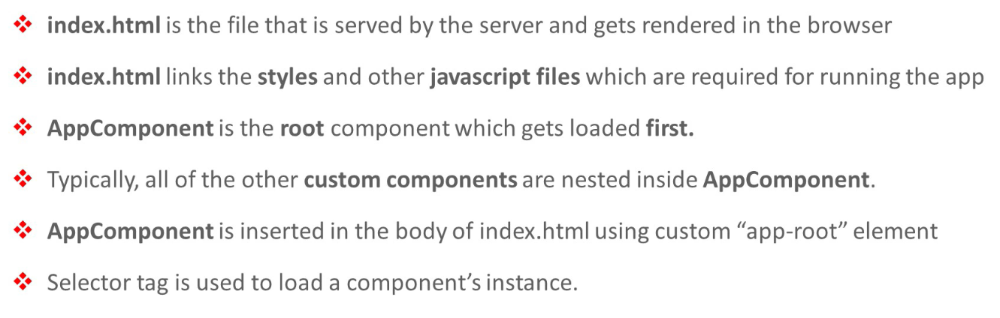 ❖ index.html is the file that is served by the server and gets rendered in the browser
❖ index.html links the styles and other javascript files which are required for running the app
❖ AppComponent is the root component which gets loaded first.
❖ Typically, all of the other custom components are nested inside AppComponent.
❖ AppComponent is inserted in the body of index.html using custom “app-root” element
❖ Selector tag is used to load a component’s instance.